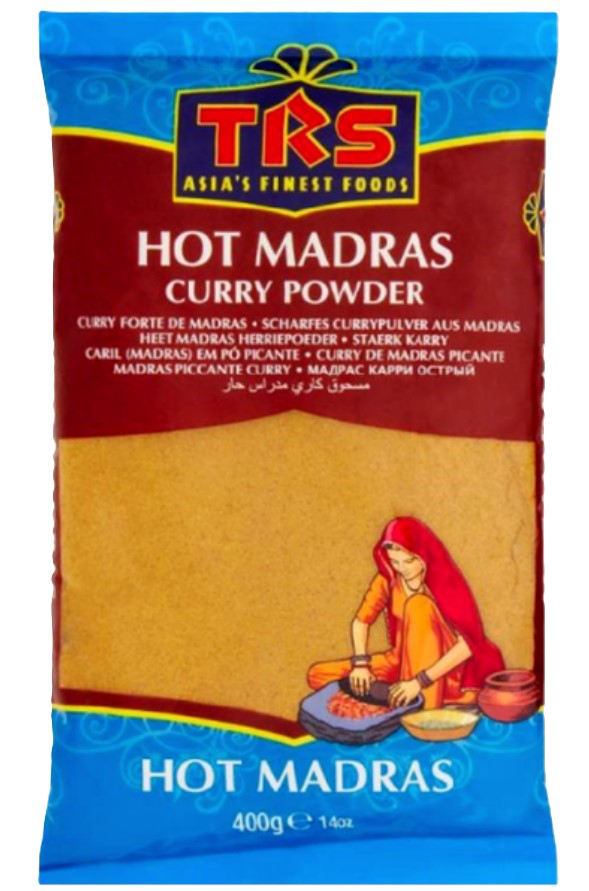 TRS
ASIA'S FINEST FOODS
HOT MADRAS
CURRY POWDER
CURRY FORTE DE MADRAS • SCHARFES CURRYPULVER AUS MADRAS
HEET MADRAS HERRIEPOEDER • STAERK KARRY
CARIL (MADRAS) EM PÓ PICANTE • CURRY DE MADRAS PICANTE
MADRAS PICCANTE CURRY • МАДРАС КАРРИ ОСТРЫЙ
مسحوق كاري مدراس حار
HOT MADRAS
400g ℮ 14oz